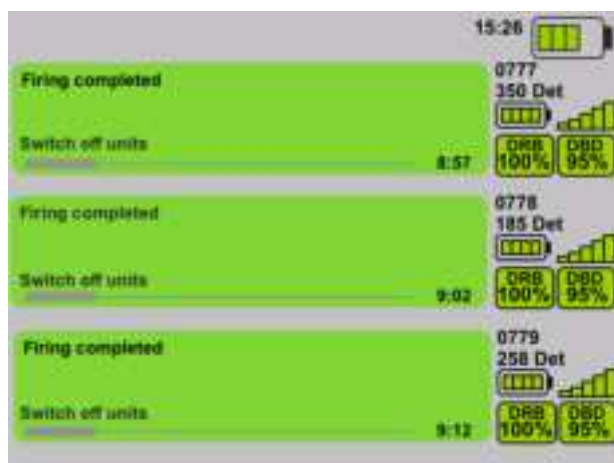 15:26
Firing completed
0777
350 Det
Switch off units
8:57
DRB 100%
DBD 95%
Firing completed
0778
185 Det
Switch off units
9:02
DRB 100%
DBD 95%
Firing completed
0779
258 Det
Switch off units
9:12
DRB 100%
DBD 95%